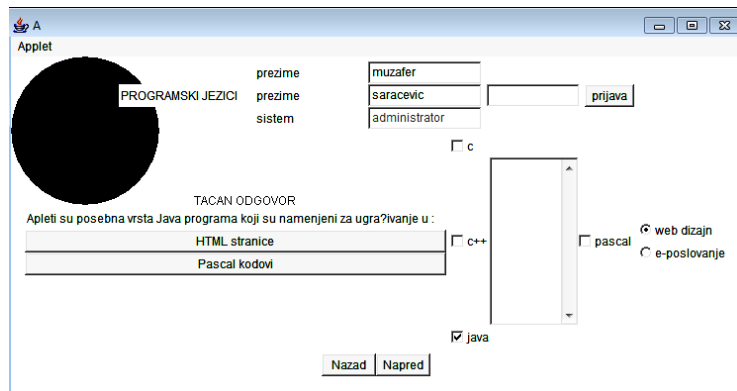 A
Applet
prezime muzafer
PROGRAMSKI JEZICI prezime saracevic prijava
sistem administrator
c
TACAN ODGOVOR
Apleti su posebna vrsta Java programa koji su namenjeni za ugra?ivanje u :
HTML stranice
c++ pascal
web dizajn
e-poslovanje
Pascal kodovi
java
Nazad Napred